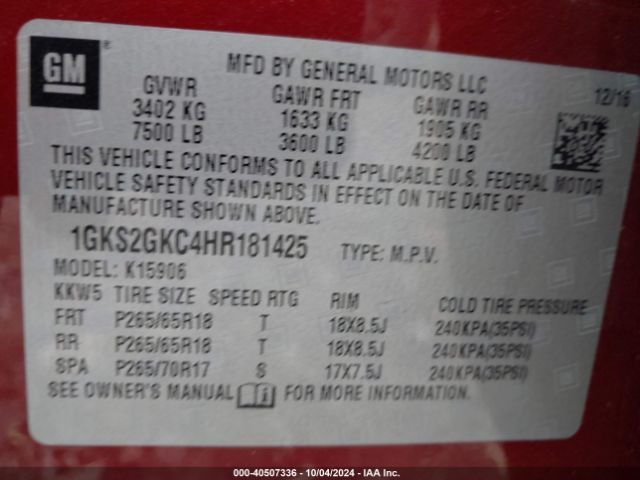 GM
MFD BY GENERAL MOTORS LLC
GVWR GAWR FRT GAWR RR 12/16
3402 KG 1633 KG 1905 KG
7500 LB 3600 LB 4200 LB
THIS VEHICLE CONFORMS TO ALL APPLICABLE U.S. FEDERAL MOTOR
VEHICLE SAFETY STANDARDS IN EFFECT ON THE DATE OF
MANUFACTURE SHOWN ABOVE.
1GKS2GKC4HR181425 TYPE: M.P.V.
MODEL: K15906
KKW5 TIRE SIZE SPEED RTG RIM COLD TIRE PRESSURE
FRT P265/65R18 T 18X8.5J 240KPA(35PSI)
RR P265/65R18 T 18X8.5J 240KPA(35PSI)
SPA P265/70R17 S 17X7.5J 240KPA(35PSI)
SEE OWNER'S MANUAL FOR MORE INFORMATION.
000-40507336 - 10/04/2024 - IAA Inc.